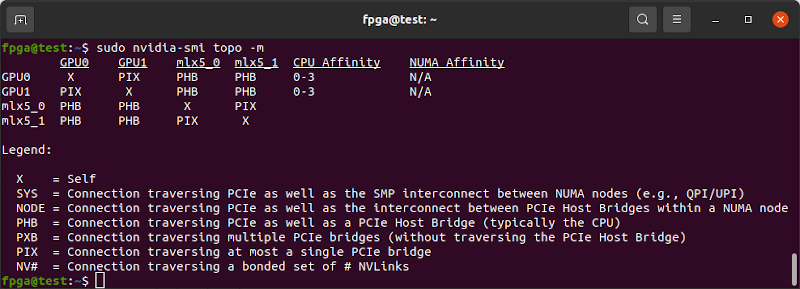 fpga@test: ~
fpga@test:~$ sudo nvidia-smi topo -m
GPU0 GPU1 mlx5_0 mlx5_1 CPU Affinity NUMA Affinity
GPU0 X PIX PHB PHB 0-3 N/A
GPU1 PIX X PHB PHB 0-3 N/A
mlx5_0 PHB PHB X PIX
mlx5_1 PHB PHB PIX X
Legend:
X = Self
SYS = Connection traversing PCIe as well as the SMP interconnect between NUMA nodes (e.g., QPI/UPI)
NODE = Connection traversing PCIe as well as the interconnect between PCIe Host Bridges within a NUMA node
PHB = Connection traversing PCIe as well as a PCIe Host Bridge (typically the CPU)
PXB = Connection traversing multiple PCIe bridges (without traversing the PCIe Host Bridge)
PIX = Connection traversing at most a single PCIe bridge
NV# = Connection traversing a bonded set of # NVLinks
fpga@test:~$